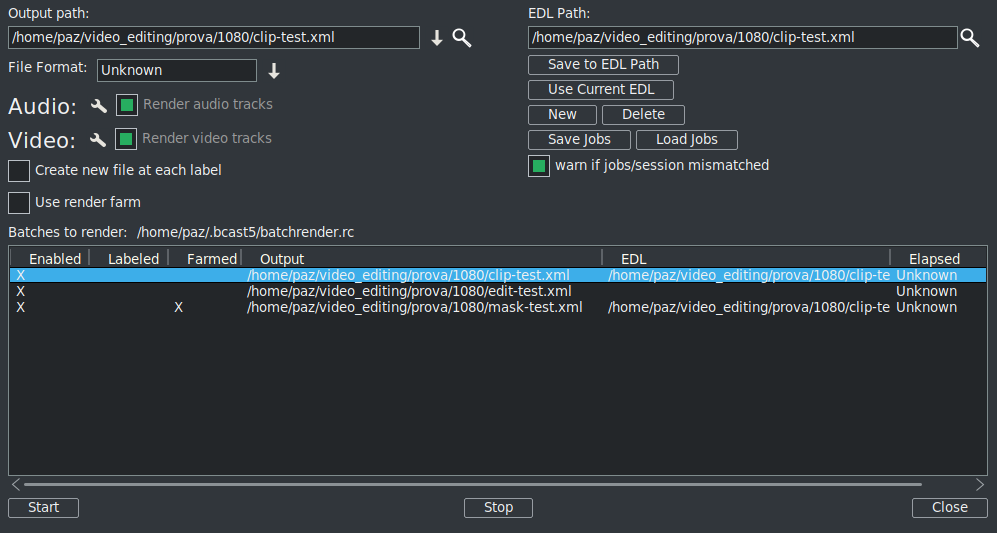 Output path:
/home/paz/video_editing/prova/1080/clip-test.xml
File Format: Unknown
Audio: Render audio tracks
Video: Render video tracks
Create new file at each label
Use render farm
EDL Path:
/home/paz/video_editing/prova/1080/clip-test.xml
Save to EDL Path
Use Current EDL
New Delete
Save Jobs Load Jobs
warn if jobs/session mismatched
Batches to render: /home/paz/.bcast5/batchrender.rc
Enabled Labeled Farmed Output EDL Elapsed
X /home/paz/video_editing/prova/1080/clip-test.xml /home/paz/video_editing/prova/1080/clip-te Unknown
X /home/paz/video_editing/prova/1080/edit-test.xml Unknown
X X /home/paz/video_editing/prova/1080/mask-test.xml /home/paz/video_editing/prova/1080/clip-te Unknown
Start Stop Close